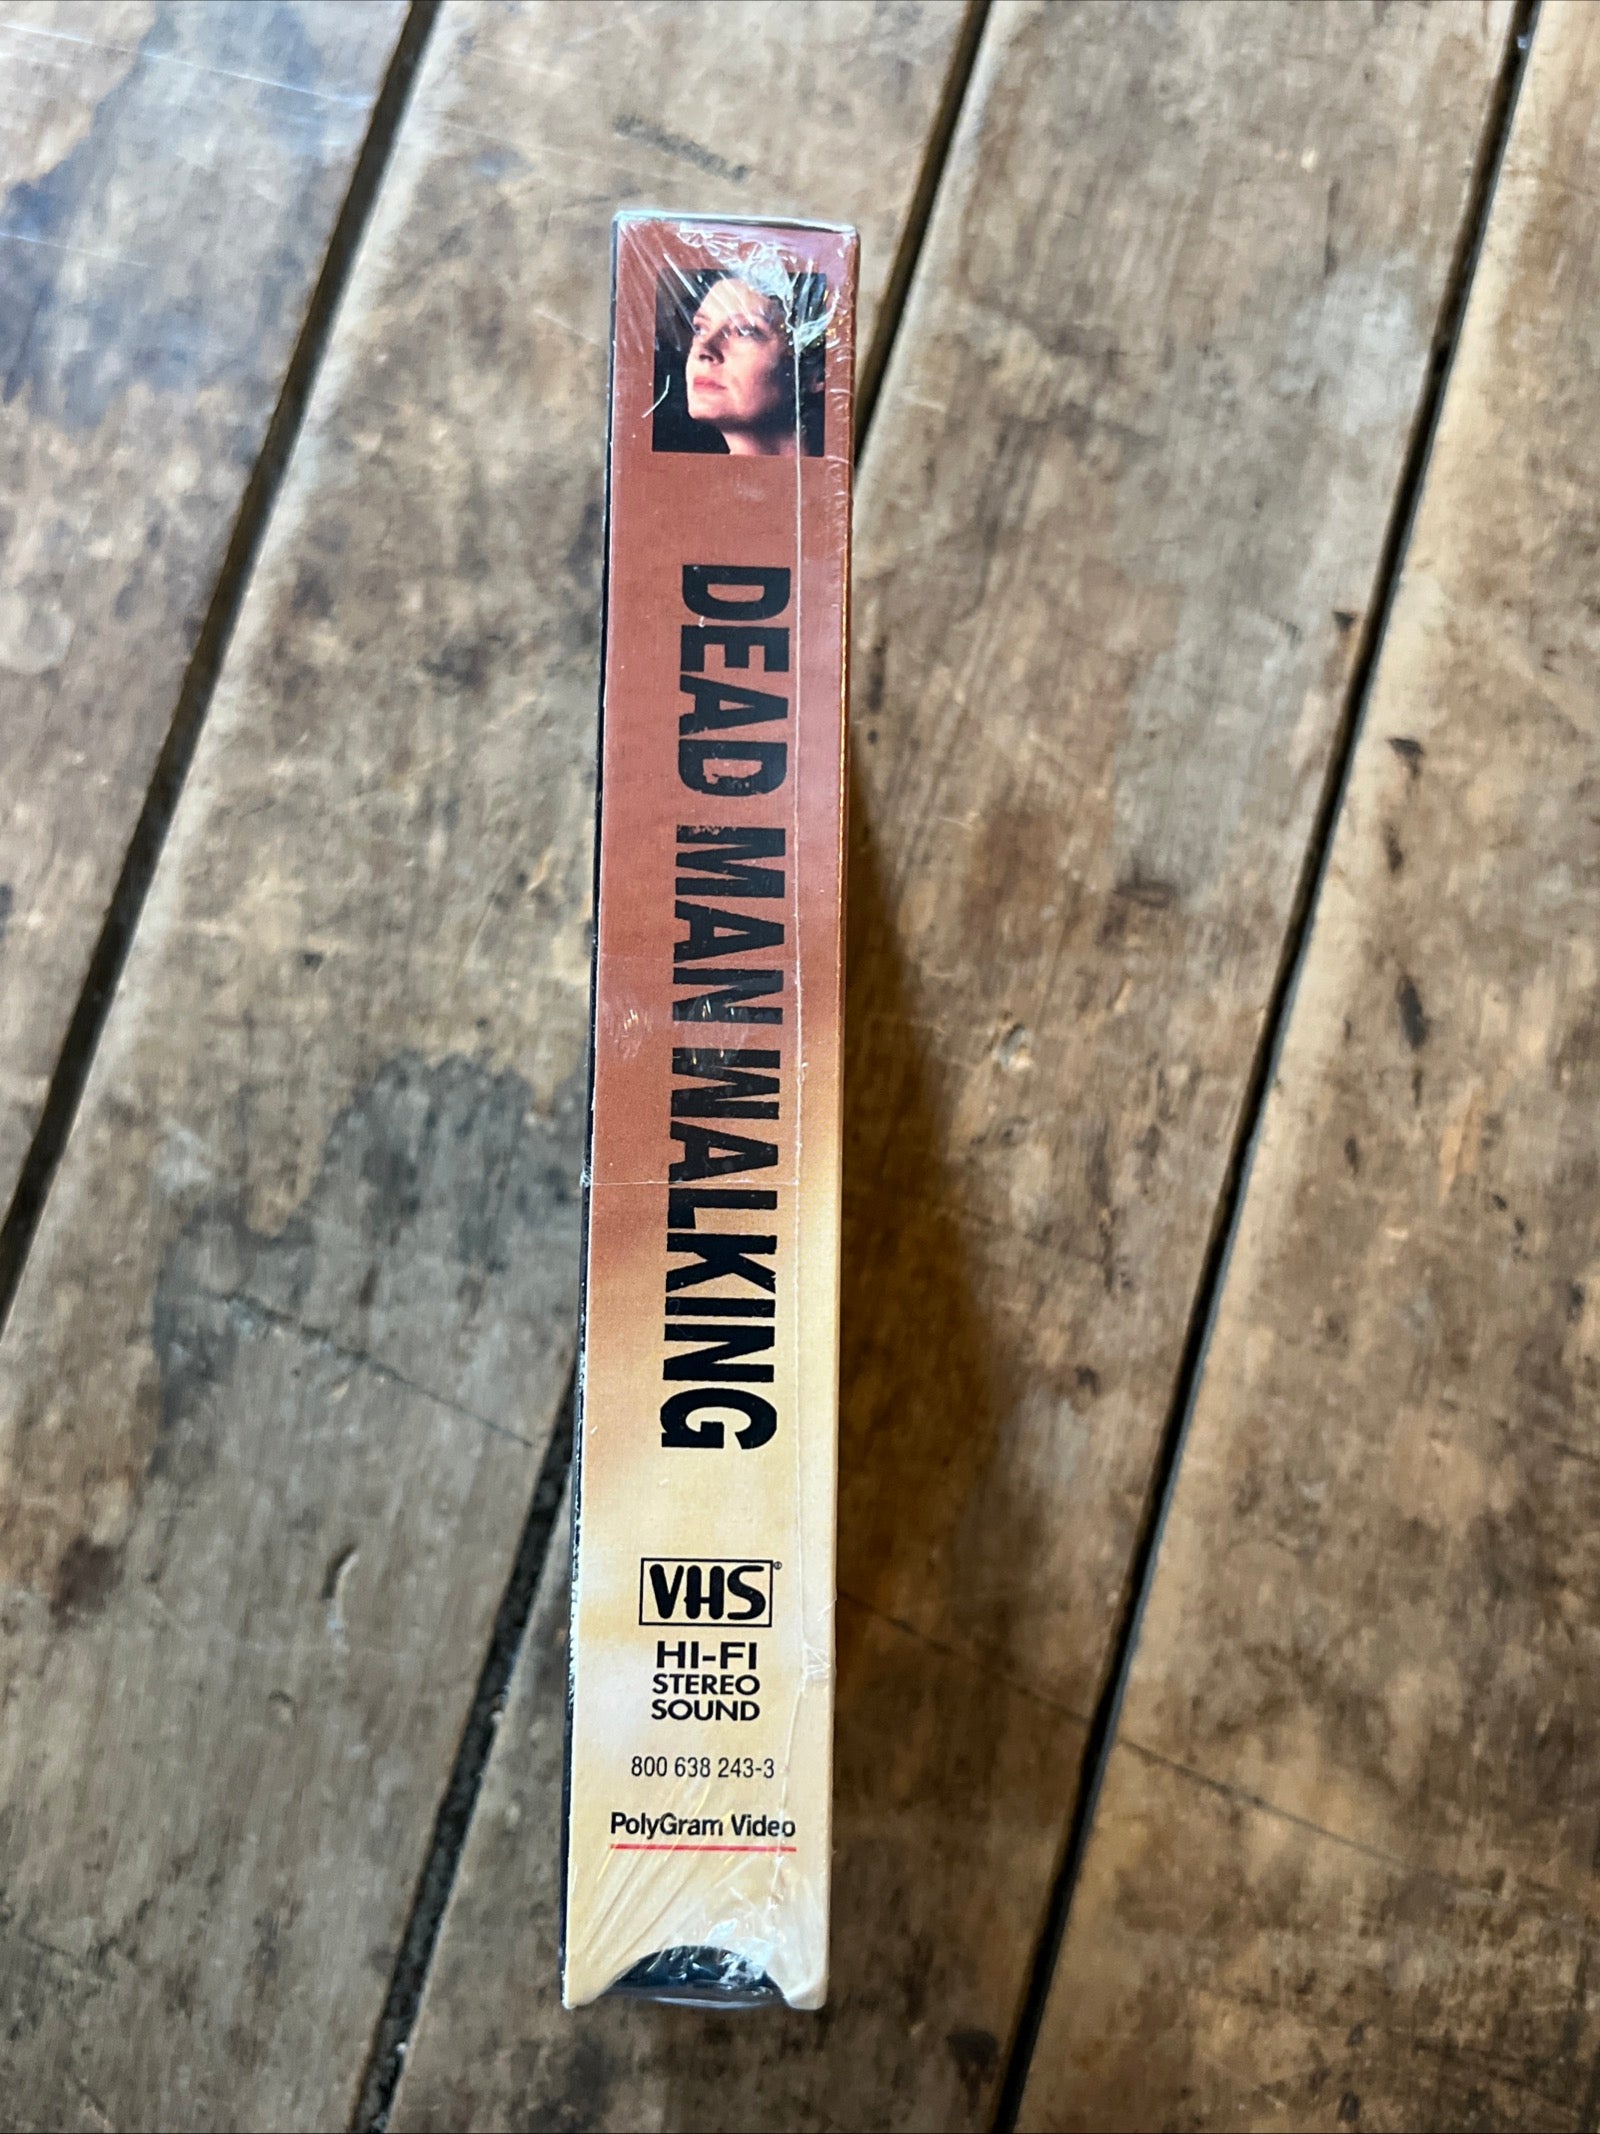 DEAD MAN WALKING
VHS®
HI-FI
STEREO
SOUND
800 638 243-3
PolyGram Video